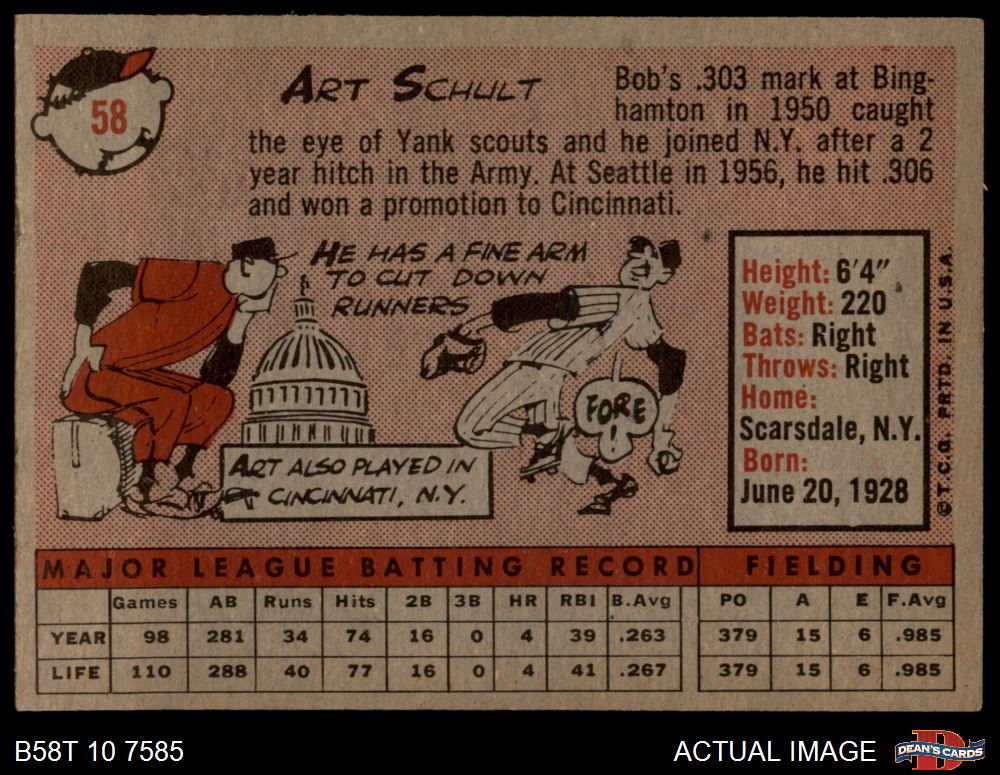 58
ART SCHULT
Bob's .303 mark at Bing-
hamton in 1950 caught
the eye of Yank scouts and he joined N.Y. after a 2
year hitch in the Army. At Seattle in 1956, he hit .306
and won a promotion to Cincinnati.
HE HAS A FINE ARM
TO CUT DOWN
RUNNERS
FORE
!
ART ALSO PLAYED IN
CINCINNATI, N.Y.
Height: 6'4"
Weight: 220
Bats: Right
Throws: Right
Home:
Scarsdale, N.Y.
Born:
June 20, 1928
© T.C.G. PRTD. IN U.S.A.
MAJOR LEAGUE BATTING RECORD FIELDING
Games AB Runs Hits 2B 3B HR RBI B.Avg PO A E F.Avg
YEAR 98 281 34 74 16 0 4 39 .263 379 15 6 .985
LIFE 110 288 40 77 16 0 4 41 .267 379 15 6 .985
B58T 10 7585
ACTUAL IMAGE
DEAN'S CARDS